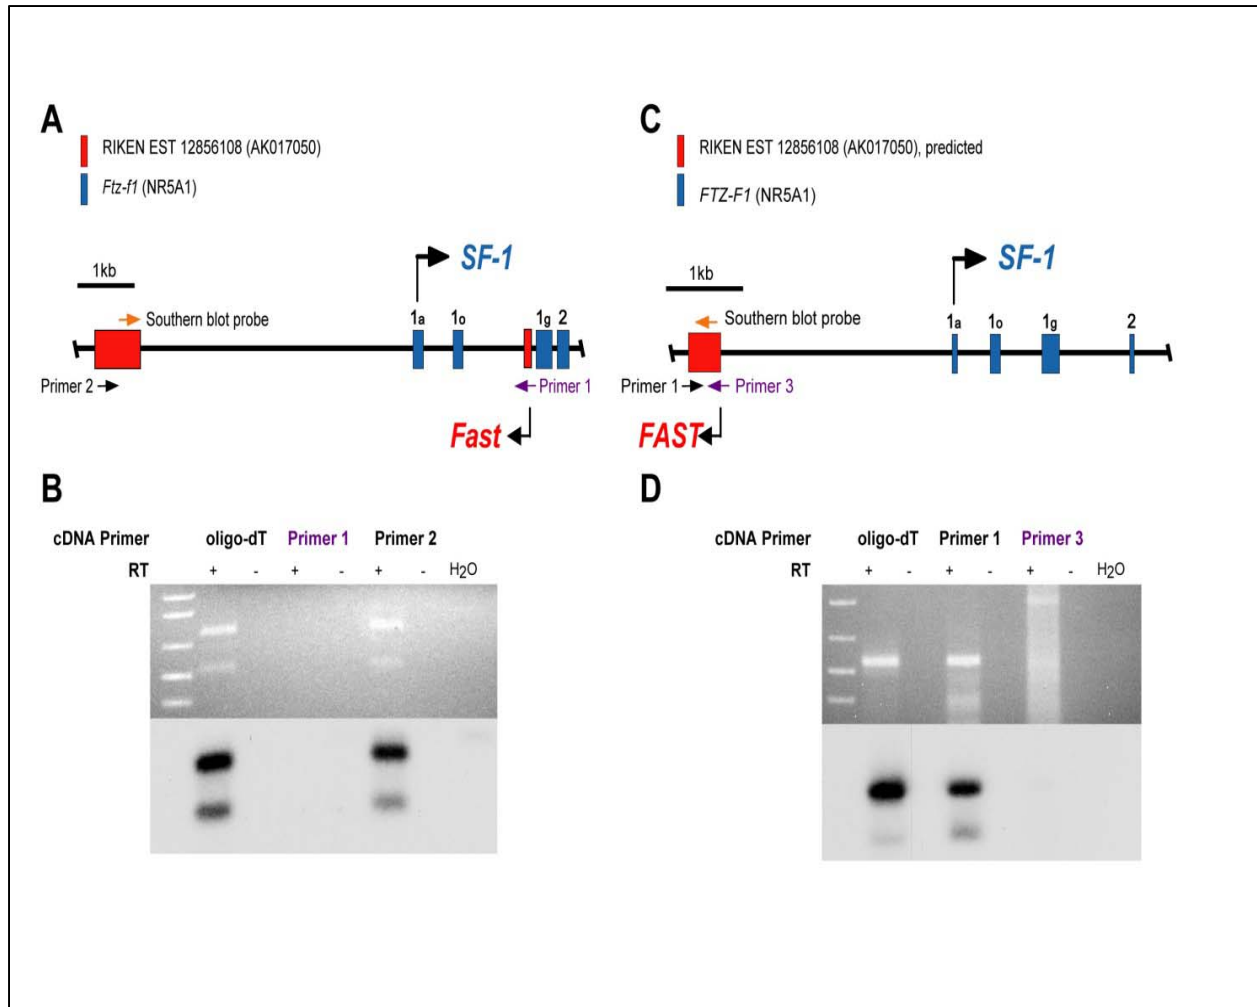 A
RIKEN EST 12856108 (AK017050)
Ftz-f1 (NR5A1)
SF-1
1kb
Southern blot probe
1a 1o 1g 2
Primer 2
Primer 1
Fast
C
RIKEN EST 12856108 (AK017050), predicted
FTZ-F1 (NR5A1)
SF-1
1kb
Southern blot probe
1a 1o 1g 2
Primer 1
Primer 3
FAST
B
cDNA Primer oligo-dT Primer 1 Primer 2
RT + - + - + - H2O
D
cDNA Primer oligo-dT Primer 1 Primer 3
RT + - + - + - H2O